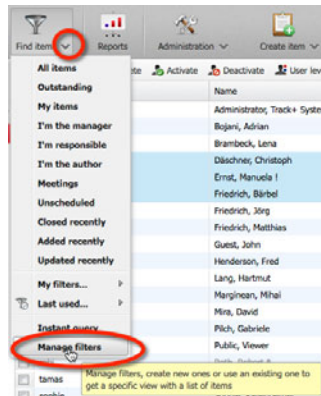 Find items
Reports
Administration
Create item
Activate
Deactivate
User lev
All items
Outstanding
My items
I'm the manager
I'm responsible
I'm the author
Meetings
Unscheduled
Closed recently
Added recently
Updated recently
My filters...
Last used...
Instant query
Manage filters
Name
Administrator, Track+ Syste
Bojani, Adrian
Brambeck, Lena
Däschner, Christoph
Ernst, Manuela !
Friedrich, Bärbel
Friedrich, Jörg
Friedrich, Matthias
Guest, John
Henderson, Fred
Lang, Hartmut
Marginean, Mihai
Mira, David
Pilch, Gabriele
Public, Viewer
tamas
Manage filters, create new ones or use an existing one to
get a specific view with a list of items